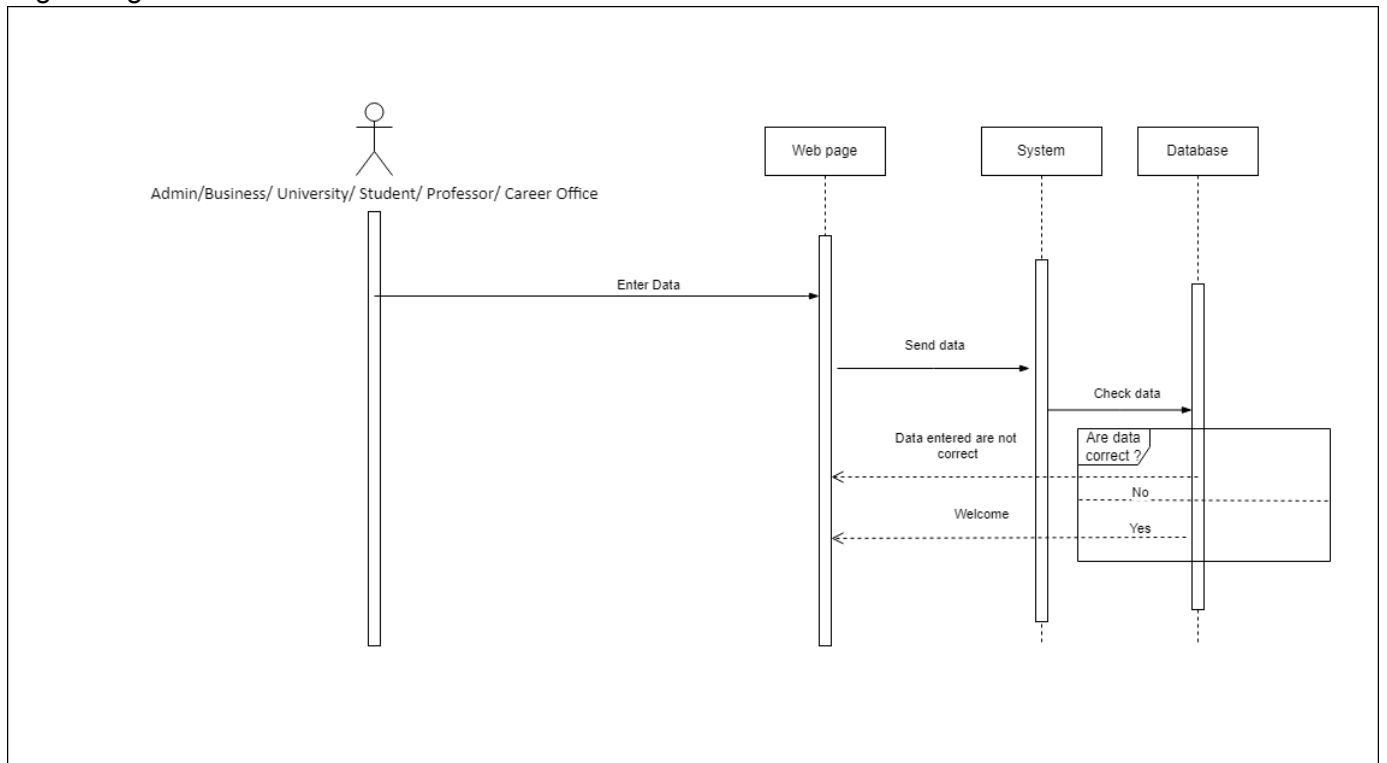 Web page
System
Database
Admin/Business/ University/ Student/ Professor/ Career Office
Enter Data
Send data
Check data
Data entered are not
correct
Are data
correct ?
No
Welcome
Yes